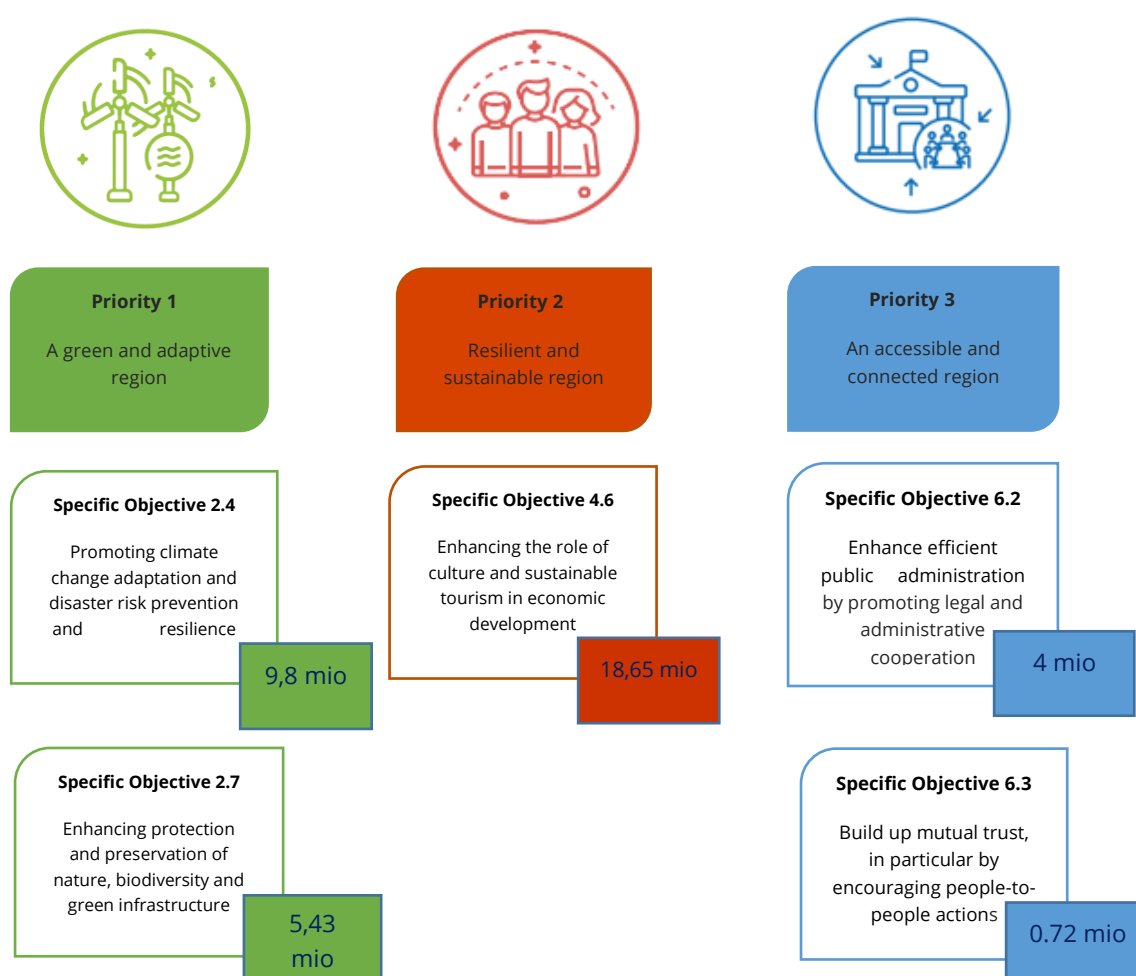 Priority 1
A green and adaptive
region
Priority 2
Resilient and
sustainable region
Priority 3
An accessible and
connected region
Specific Objective 2.4
Promoting climate
change adaptation and
disaster risk prevention
and resilience
9,8 mio
Specific Objective 4.6
Enhancing the role of
culture and sustainable
tourism in economic
development
18,65 mio
Specific Objective 6.2
Enhance efficient
public administration
by promoting legal and
administrative
cooperation
4 mio
Specific Objective 2.7
Enhancing protection
and preservation of
nature, biodiversity and
green infrastructure
5,43
mio
Specific Objective 6.3
Build up mutual trust,
in particular by
encouraging people-to-
people actions
0.72 mio